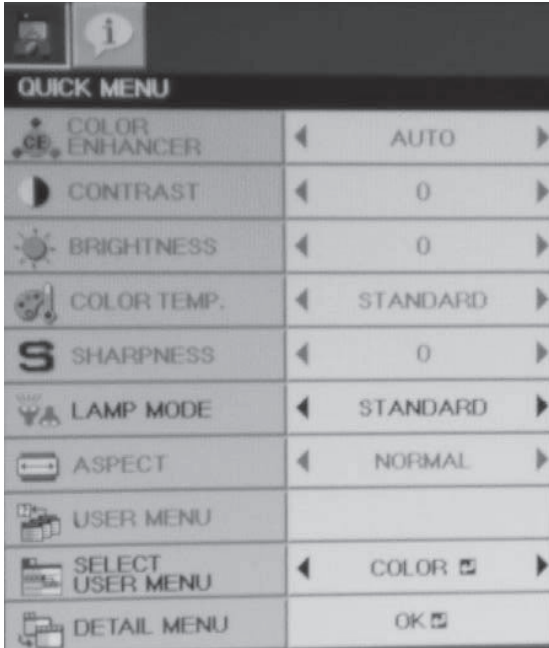 i
QUICK MENU
COLOR
ENHANCER
AUTO
CE
CONTRAST
0
BRIGHTNESS
0
COLOR TEMP.
STANDARD
S SHARPNESS
0
LAMP MODE
STANDARD
ASPECT
NORMAL
USER MENU
SELECT
USER MENU
COLOR
DETAIL MENU
OK